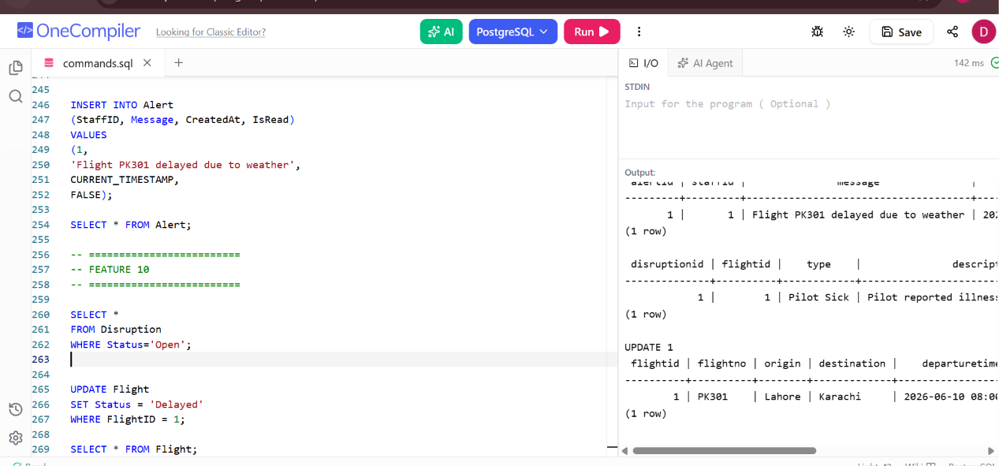 </> OneCompiler
Looking for Classic Editor?
AI
PostgreSQL
Run
Save
D
commands.sql
I/O
AI Agent
142 ms
STDIN
Input for the program ( Optional )
245
246 INSERT INTO Alert
247 (StaffID, Message, CreatedAt, IsRead)
248 VALUES
249 (1,
250 'Flight PK301 delayed due to weather',
251 CURRENT_TIMESTAMP,
252 FALSE);
253
254 SELECT * FROM Alert;
255
256 -- =========================
257 -- FEATURE 10
258 -- =========================
259
260 SELECT *
261 FROM Disruption
262 WHERE Status='Open';
263
264
265 UPDATE Flight
266 SET Status = 'Delayed'
267 WHERE FlightID = 1;
268
269 SELECT * FROM Flight;
Output:
alertid | staffid | message |
---------+---------+-------------------------------------+---
1 | 1 | Flight PK301 delayed due to weather | 202
(1 row)
disruptionid | flightid | type | descript
--------------+----------+------------+----------------------
1 | 1 | Pilot Sick | Pilot reported illness
(1 row)
UPDATE 1
flightid | flightno | origin | destination | departuretime
----------+----------+--------+-------------+----------------
1 | PK301 | Lahore | Karachi | 2026-06-10 08:00
(1 row)